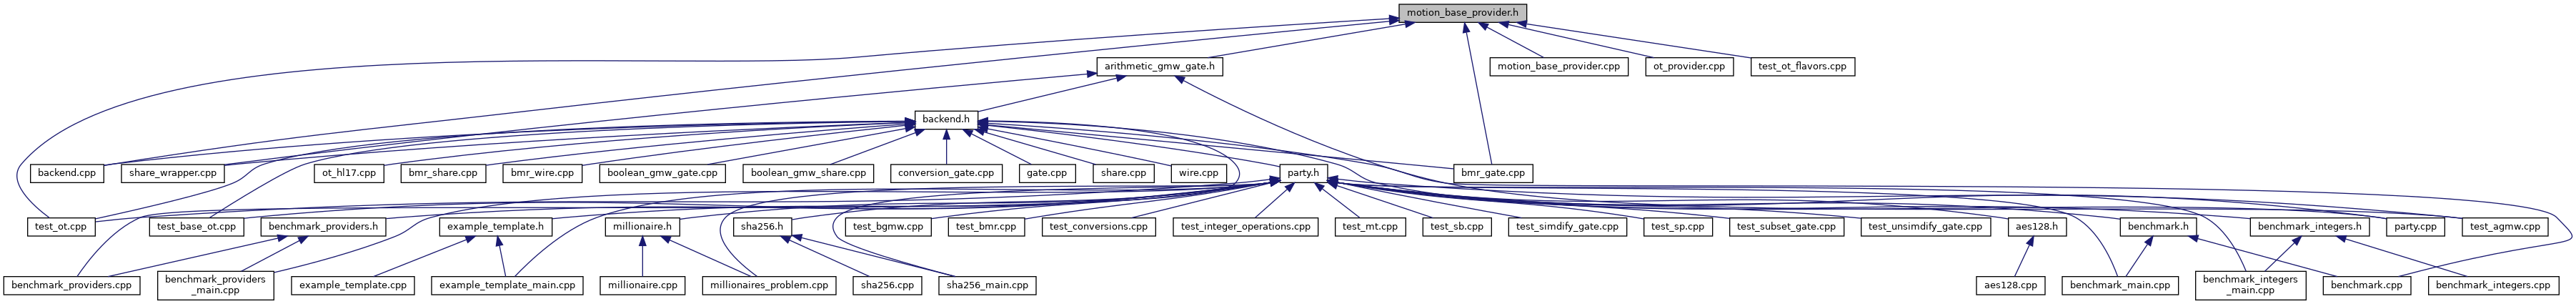 motion_base_provider.h
arithmetic_gmw_gate.h
motion_base_provider.cpp
ot_provider.cpp
test_ot_flavors.cpp
backend.h
backend.cpp
share_wrapper.cpp
ot_hl17.cpp
bmr_share.cpp
bmr_wire.cpp
boolean_gmw_gate.cpp
boolean_gmw_share.cpp
conversion_gate.cpp
gate.cpp
share.cpp
wire.cpp
party.h
bmr_gate.cpp
test_ot.cpp
test_base_ot.cpp
benchmark_providers.h
example_template.h
millionaire.h
sha256.h
test_bgmw.cpp
test_bmr.cpp
test_conversions.cpp
test_integer_operations.cpp
test_mt.cpp
test_sb.cpp
test_simdify_gate.cpp
test_sp.cpp
test_subset_gate.cpp
test_unsimdify_gate.cpp
aes128.h
benchmark.h
benchmark_integers.h
party.cpp
test_agmw.cpp
benchmark_providers.cpp
benchmark_providers
_main.cpp
example_template.cpp
example_template_main.cpp
millionaire.cpp
millionaires_problem.cpp
sha256.cpp
sha256_main.cpp
aes128.cpp
benchmark_main.cpp
benchmark_integers
_main.cpp
benchmark.cpp
benchmark_integers.cpp